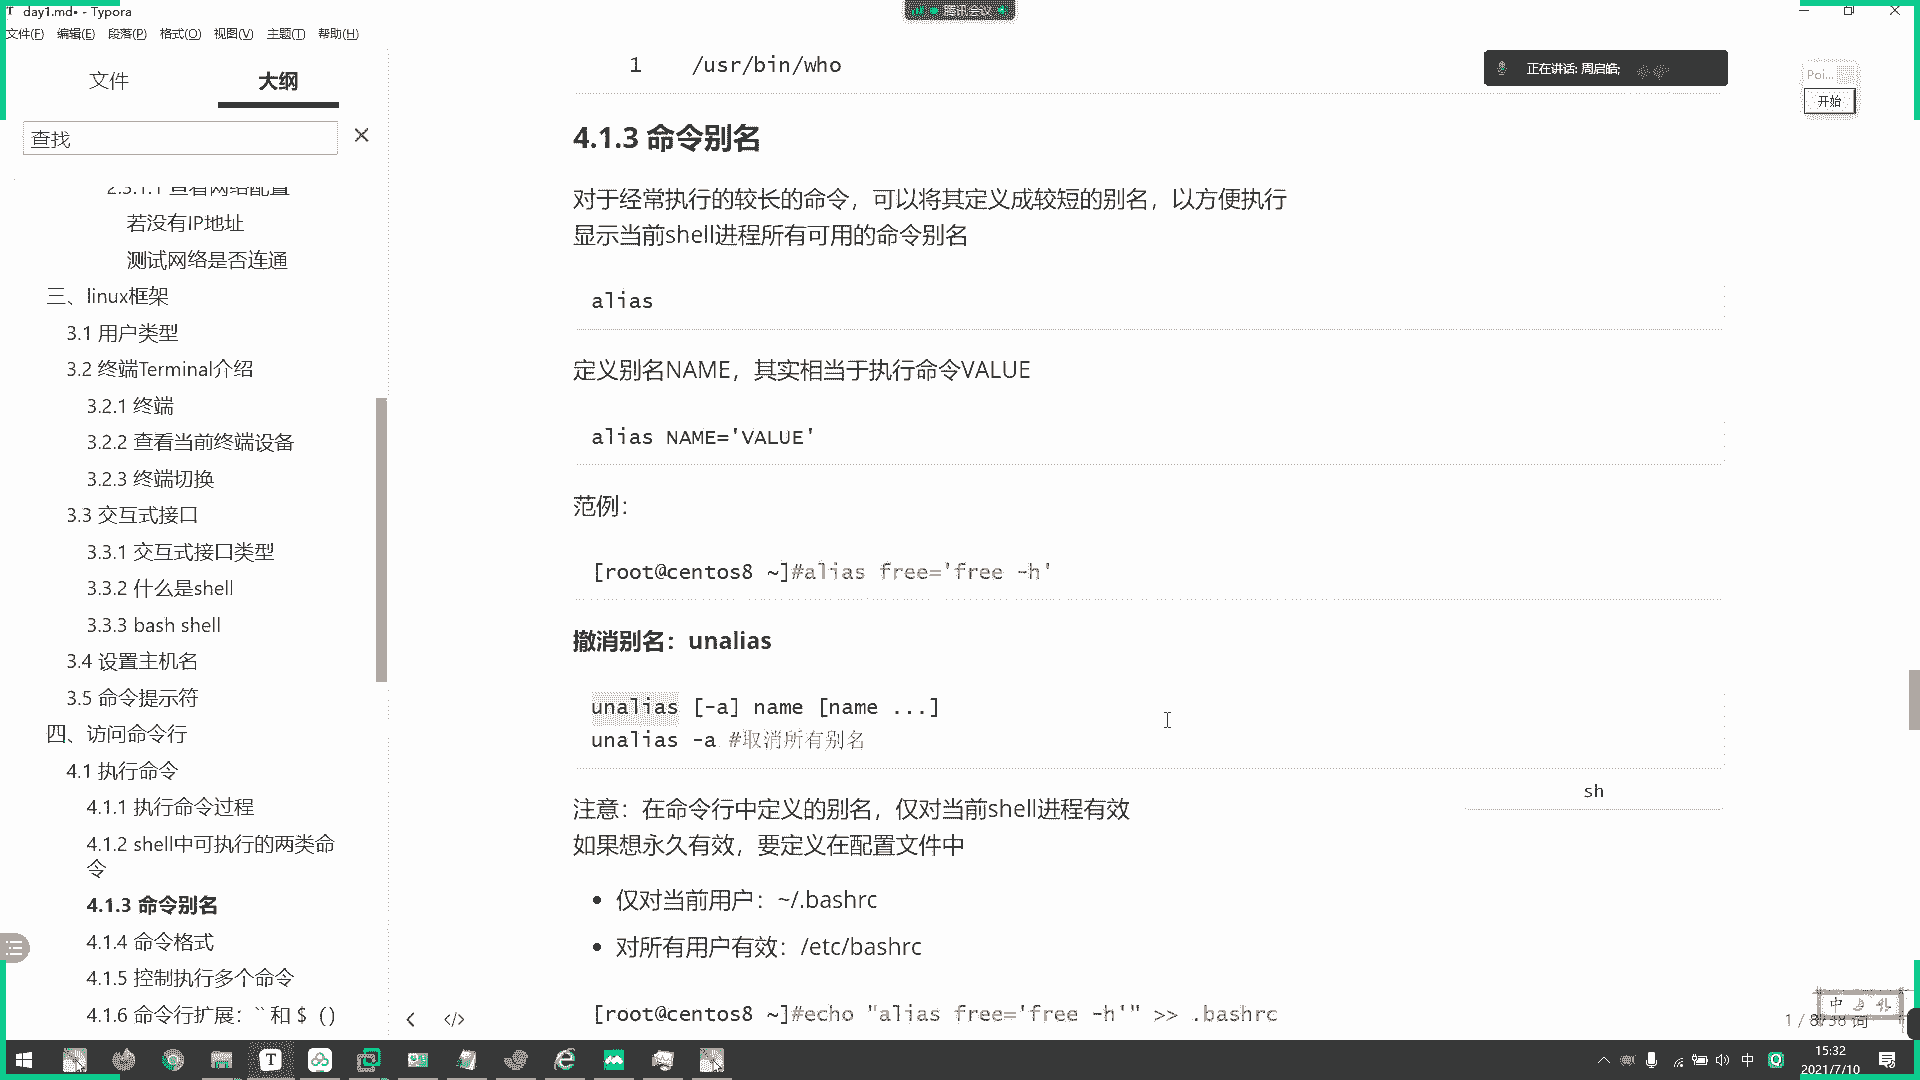 day1.md• - Typora
腾讯会议
文件(F) 编辑(E) 段落(P) 格式(O) 视图(V) 主题(T) 帮助(H)
文件
大纲
查找
2.3.1.1 查看网络配置
若没有IP地址
测试网络是否连通
三、linux框架
3.1 用户类型
3.2 终端Terminal介绍
3.2.1 终端
3.2.2 查看当前终端设备
3.2.3 终端切换
3.3 交互式接口
3.3.1 交互式接口类型
3.3.2 什么是shell
3.3.3 bash shell
3.4 设置主机名
3.5 命令提示符
四、访问命令行
4.1 执行命令
4.1.1 执行命令过程
4.1.2 shell中可执行的两类命
令
4.1.3 命令别名
4.1.4 命令格式
4.1.5 控制执行多个命令
4.1.6 命令行扩展：`` 和 $（）
1 /usr/bin/who
正在讲话: 周启皓;
Poi...
开始
4.1.3 命令别名
对于经常执行的较长的命令，可以将其定义成较短的别名，以方便执行
显示当前shell进程所有可用的命令别名
alias
定义别名NAME，其实相当于执行命令VALUE
alias NAME='VALUE'
范例：
[root@centos8 ~]#alias free='free -h'
撤消别名：unalias
unalias [-a] name [name ...]
unalias -a #取消所有别名
sh
注意：在命令行中定义的别名，仅对当前shell进程有效
如果想永久有效，要定义在配置文件中
• 仅对当前用户：~/.bashrc
• 对所有用户有效：/etc/bashrc
[root@centos8 ~]#echo "alias free='free -h'" >> .bashrc
中
中
15:32
2021/7/10